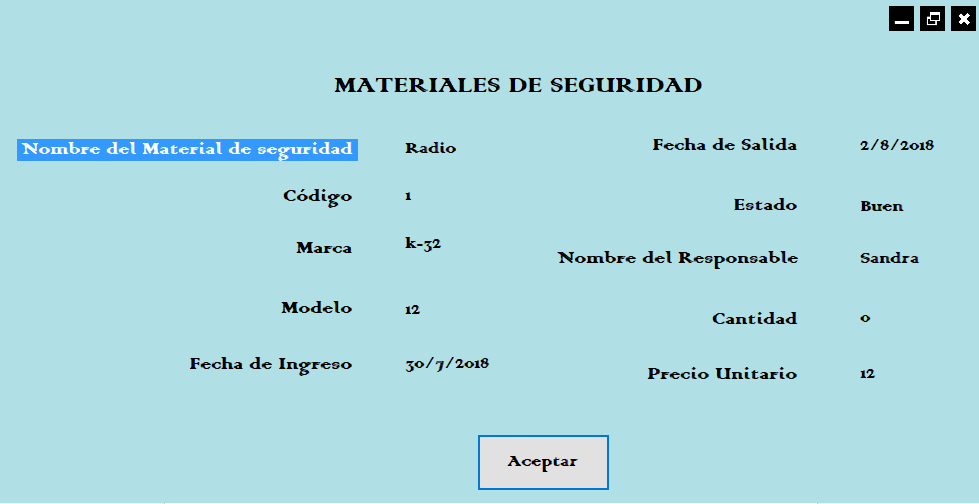 MATERIALES DE SEGURIDAD
Nombre del Material de seguridad Radio
Fecha de Salida 2/8/2018
Código 1
Estado Buen
Marca k-32
Nombre del Responsable Sandra
Modelo 12
Cantidad 0
Fecha de Ingreso 30/7/2018
Precio Unitario 12
Aceptar